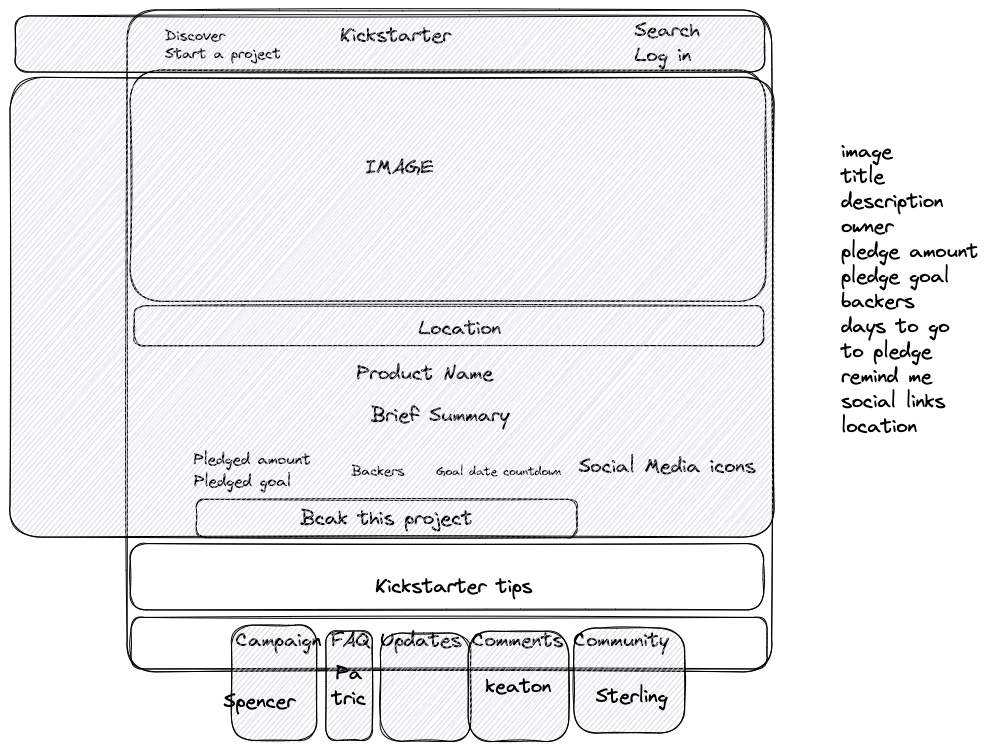 Discover
Start a project
Kickstarter
Search
Log in
IMAGE
Location
Product Name
Brief Summary
Pledged amount
Pledged goal
Backers
Goal date countdown
Social Media icons
Bcak this project
Kickstarter tips
Campaign
FAQ
Updates
Comments
Community
Spencer
Pa
tric
keaton
Sterling
image
title
description
owner
pledge amount
pledge goal
backers
days to go
to pledge
remind me
social links
location